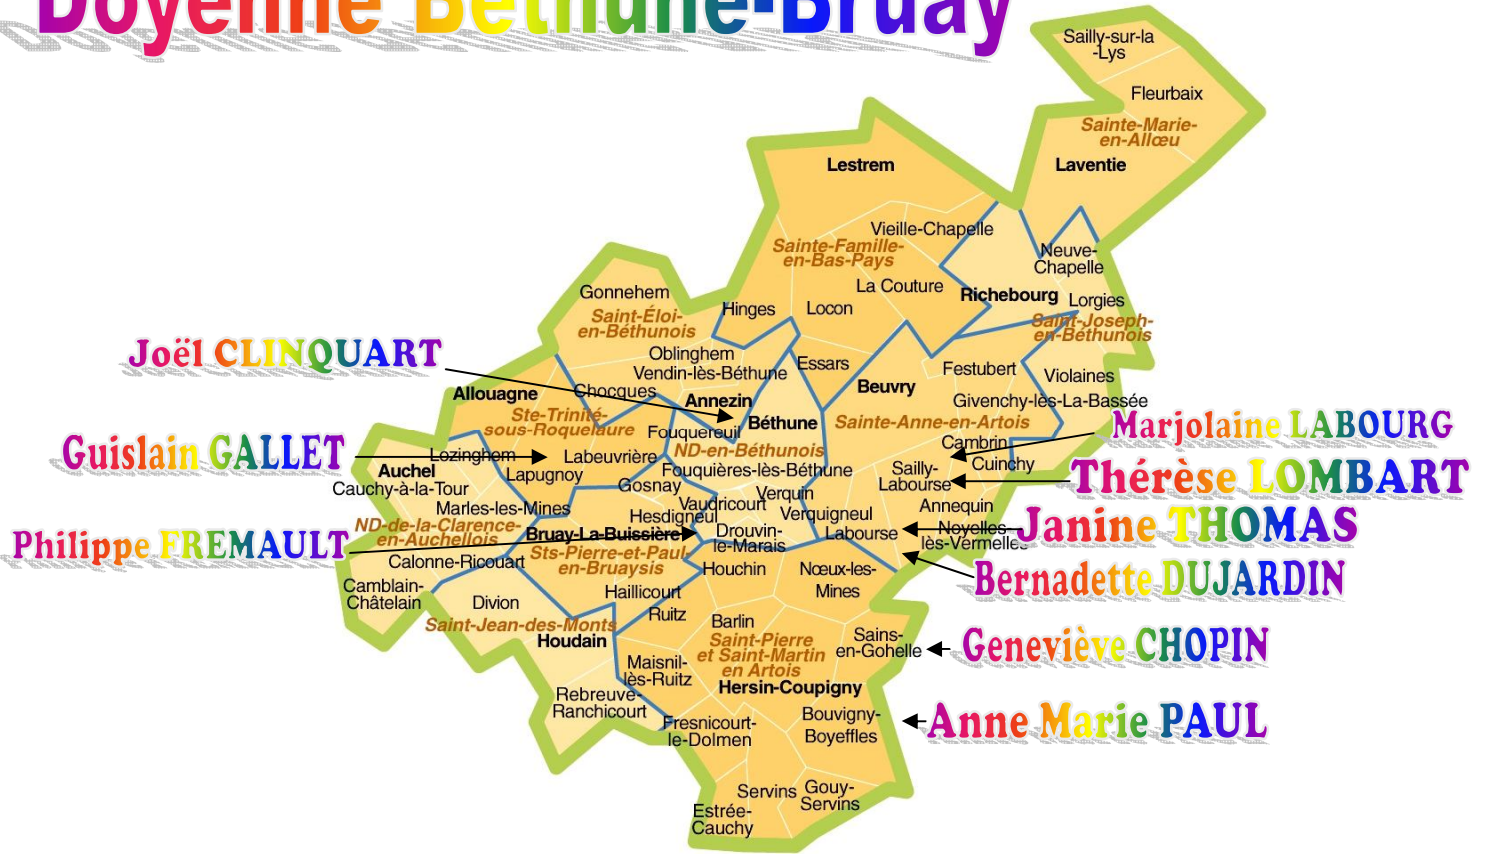 Doyenné Béthune-Bruay
Sailly-sur-la
-Lys
Fleurbaix
Sainte-Marie-
en-Allœu
Laventie
Lestrem
Vieille-Chapelle
Sainte-Famille-
en-Bas-Pays
La Couture
Neuve-
Chapelle
Richebourg
Lorgies
Saint-Joseph-
en-Béthunois
Gonnehem
Saint-Éloi-
en-Béthunois
Hinges
Locon
Oblinghem
Vendin-lès-Béthune
Essars
Festubert
Violaines
Joël CLINQUART
Chocques
Allouagne
Annezin
Beuvry
Givenchy-lès-La-Bassée
Ste-Trinité-
sous-Roquelaure
Béthune
Sainte-Anne-en-Artois
Marjolaine LABOURG
Fouquereuil
ND-en-Béthunois
Cambrin
Guislain GALLET
Lozinghem
Labeuvrière
Auchel
Lapugnoy
Fouquières-lès-Béthune
Sailly-
Labourse
Cuinchy
Thérèse LOMBART
Cauchy-à-la-Tour
Gosnay
Verquin
Marles-les-Mines
Vaudricourt
Verquigneul
Annequin
Hesdigneul
ND-de-la-Clarence-
en-Auchellois
Bruay-La-Buissière
Drouvin-
le-Marais
Labourse
Noyelles-
lès-Vermelles
Janine THOMAS
Philippe FREMAULT
Sts-Pierre-et-Paul-
en-Bruaysis
Calonne-Ricouart
Houchin
Nœux-les-
Mines
Bernadette DUJARDIN
Camblain-
Châtelain
Divion
Haillicourt
Ruitz
Barlin
Saint-Jean-des-Monts
Houdain
Saint-Pierre
et Saint-Martin
en Artois
Sains-
en-Gohelle
Geneviève CHOPIN
Maisnil-
lès-Ruitz
Hersin-Coupigny
Rebreuve-
Ranchicourt
Fresnicourt-
le-Dolmen
Bouvigny-
Boyeffles
Anne Marie PAUL
Servins
Gouy-
Servins
Estrée-
Cauchy